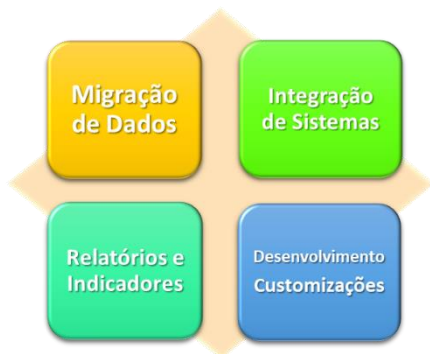 Migração
de Dados
Integração
de Sistemas
Relatórios e
Indicadores
Desenvolvimento
Customizações